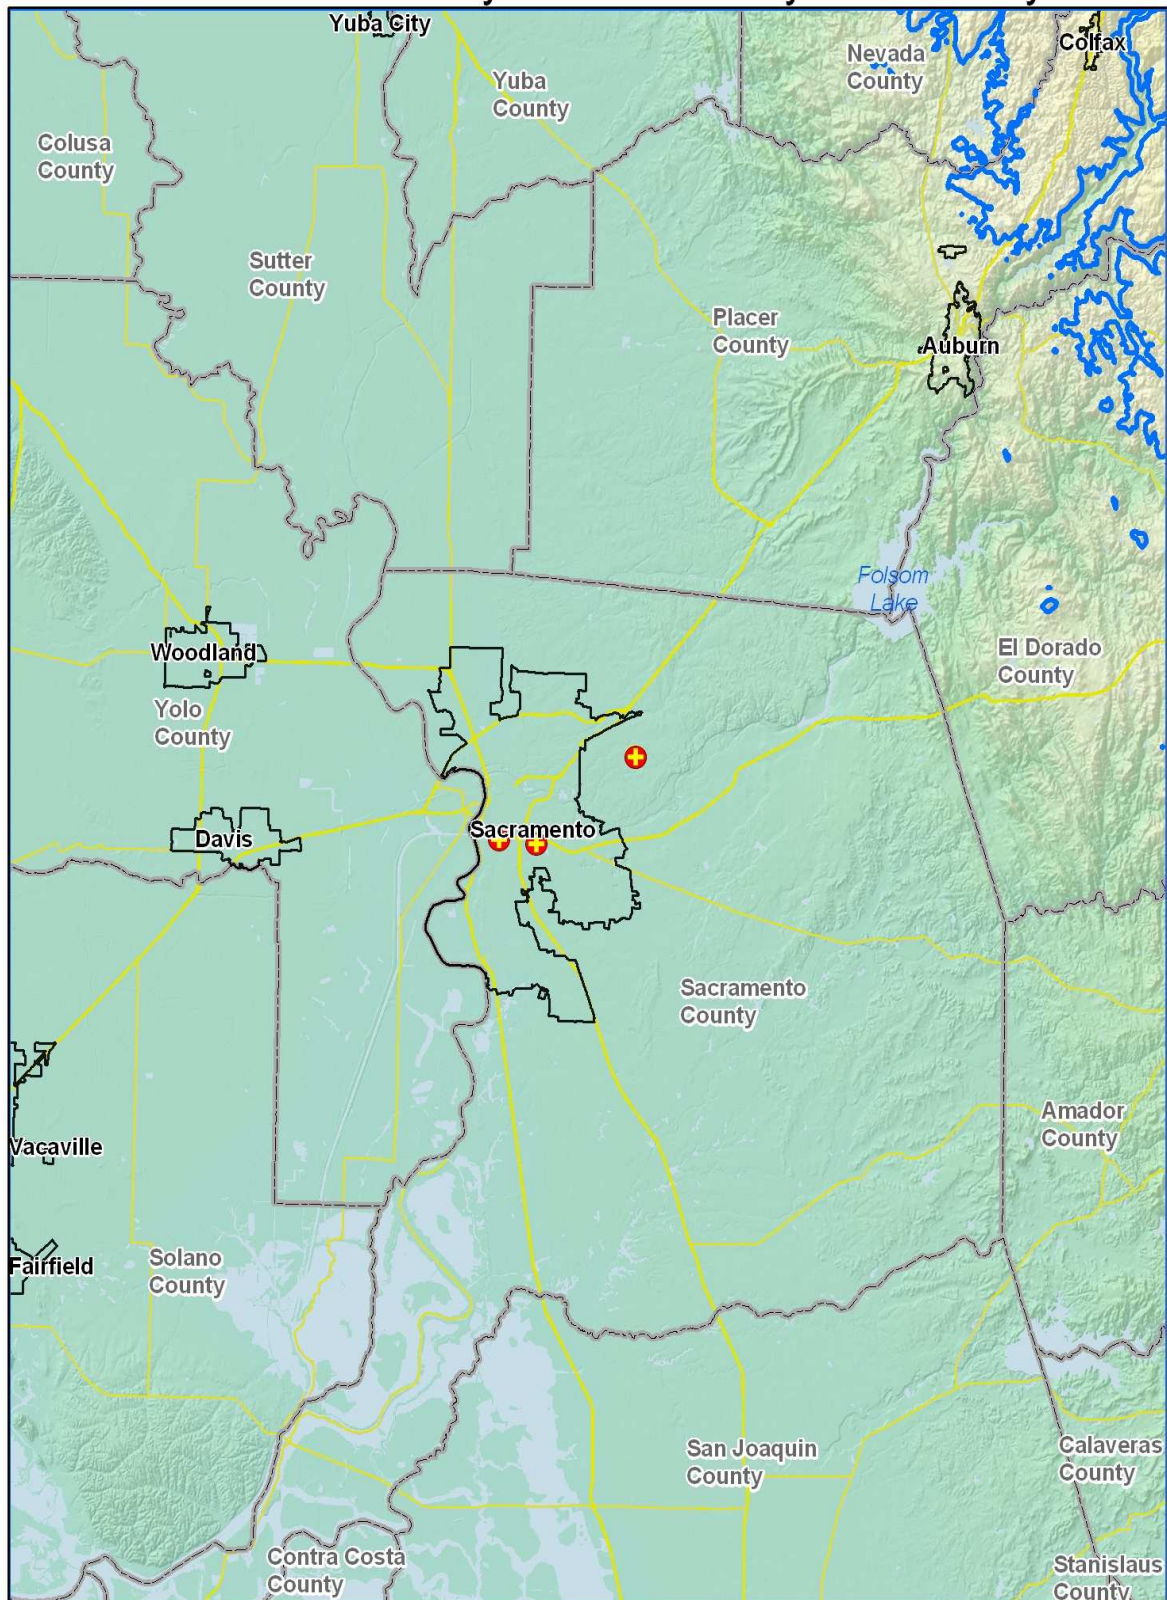 Yuba City
Colfax
Nevada
County
Yuba
County
Colusa
County
Sutter
County
Placer
County
Auburn
Folsom
Lake
Woodland
El Dorado
County
Yolo
County
Sacramento
Davis
Sacramento
County
Amador
County
Vacaville
Fairfield
Solano
County
San Joaquin
County
Calaveras
County
Contra Costa
County
Stanislaus
County